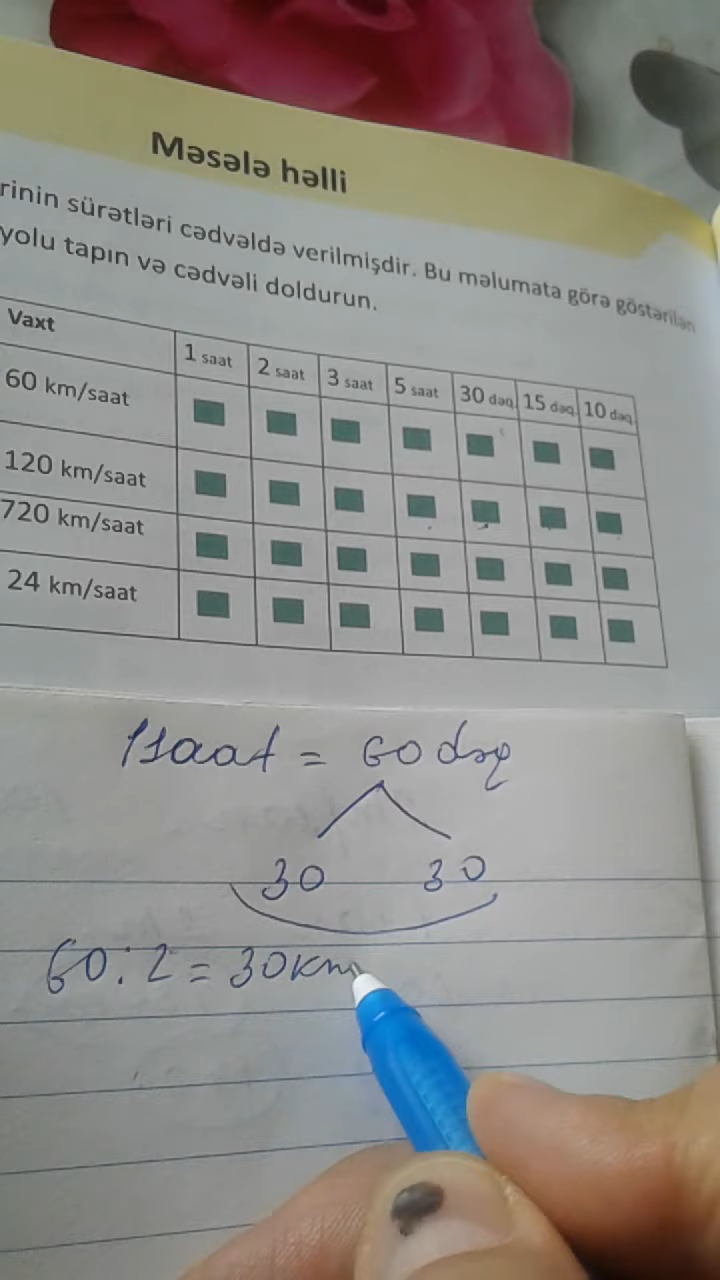 Məsələ həlli
rinin sürətləri cədvəldə verilmişdir. Bu məlumata görə göstərilən
yolu tapın və cədvəli doldurun.
Vaxt 1 saat 2 saat 3 saat 5 saat 30 dəq 15 dəq 10 dəq
60 km/saat
120 km/saat
720 km/saat
24 km/saat
1saat = 60 dəq
30 30
60 : 2 = 30km